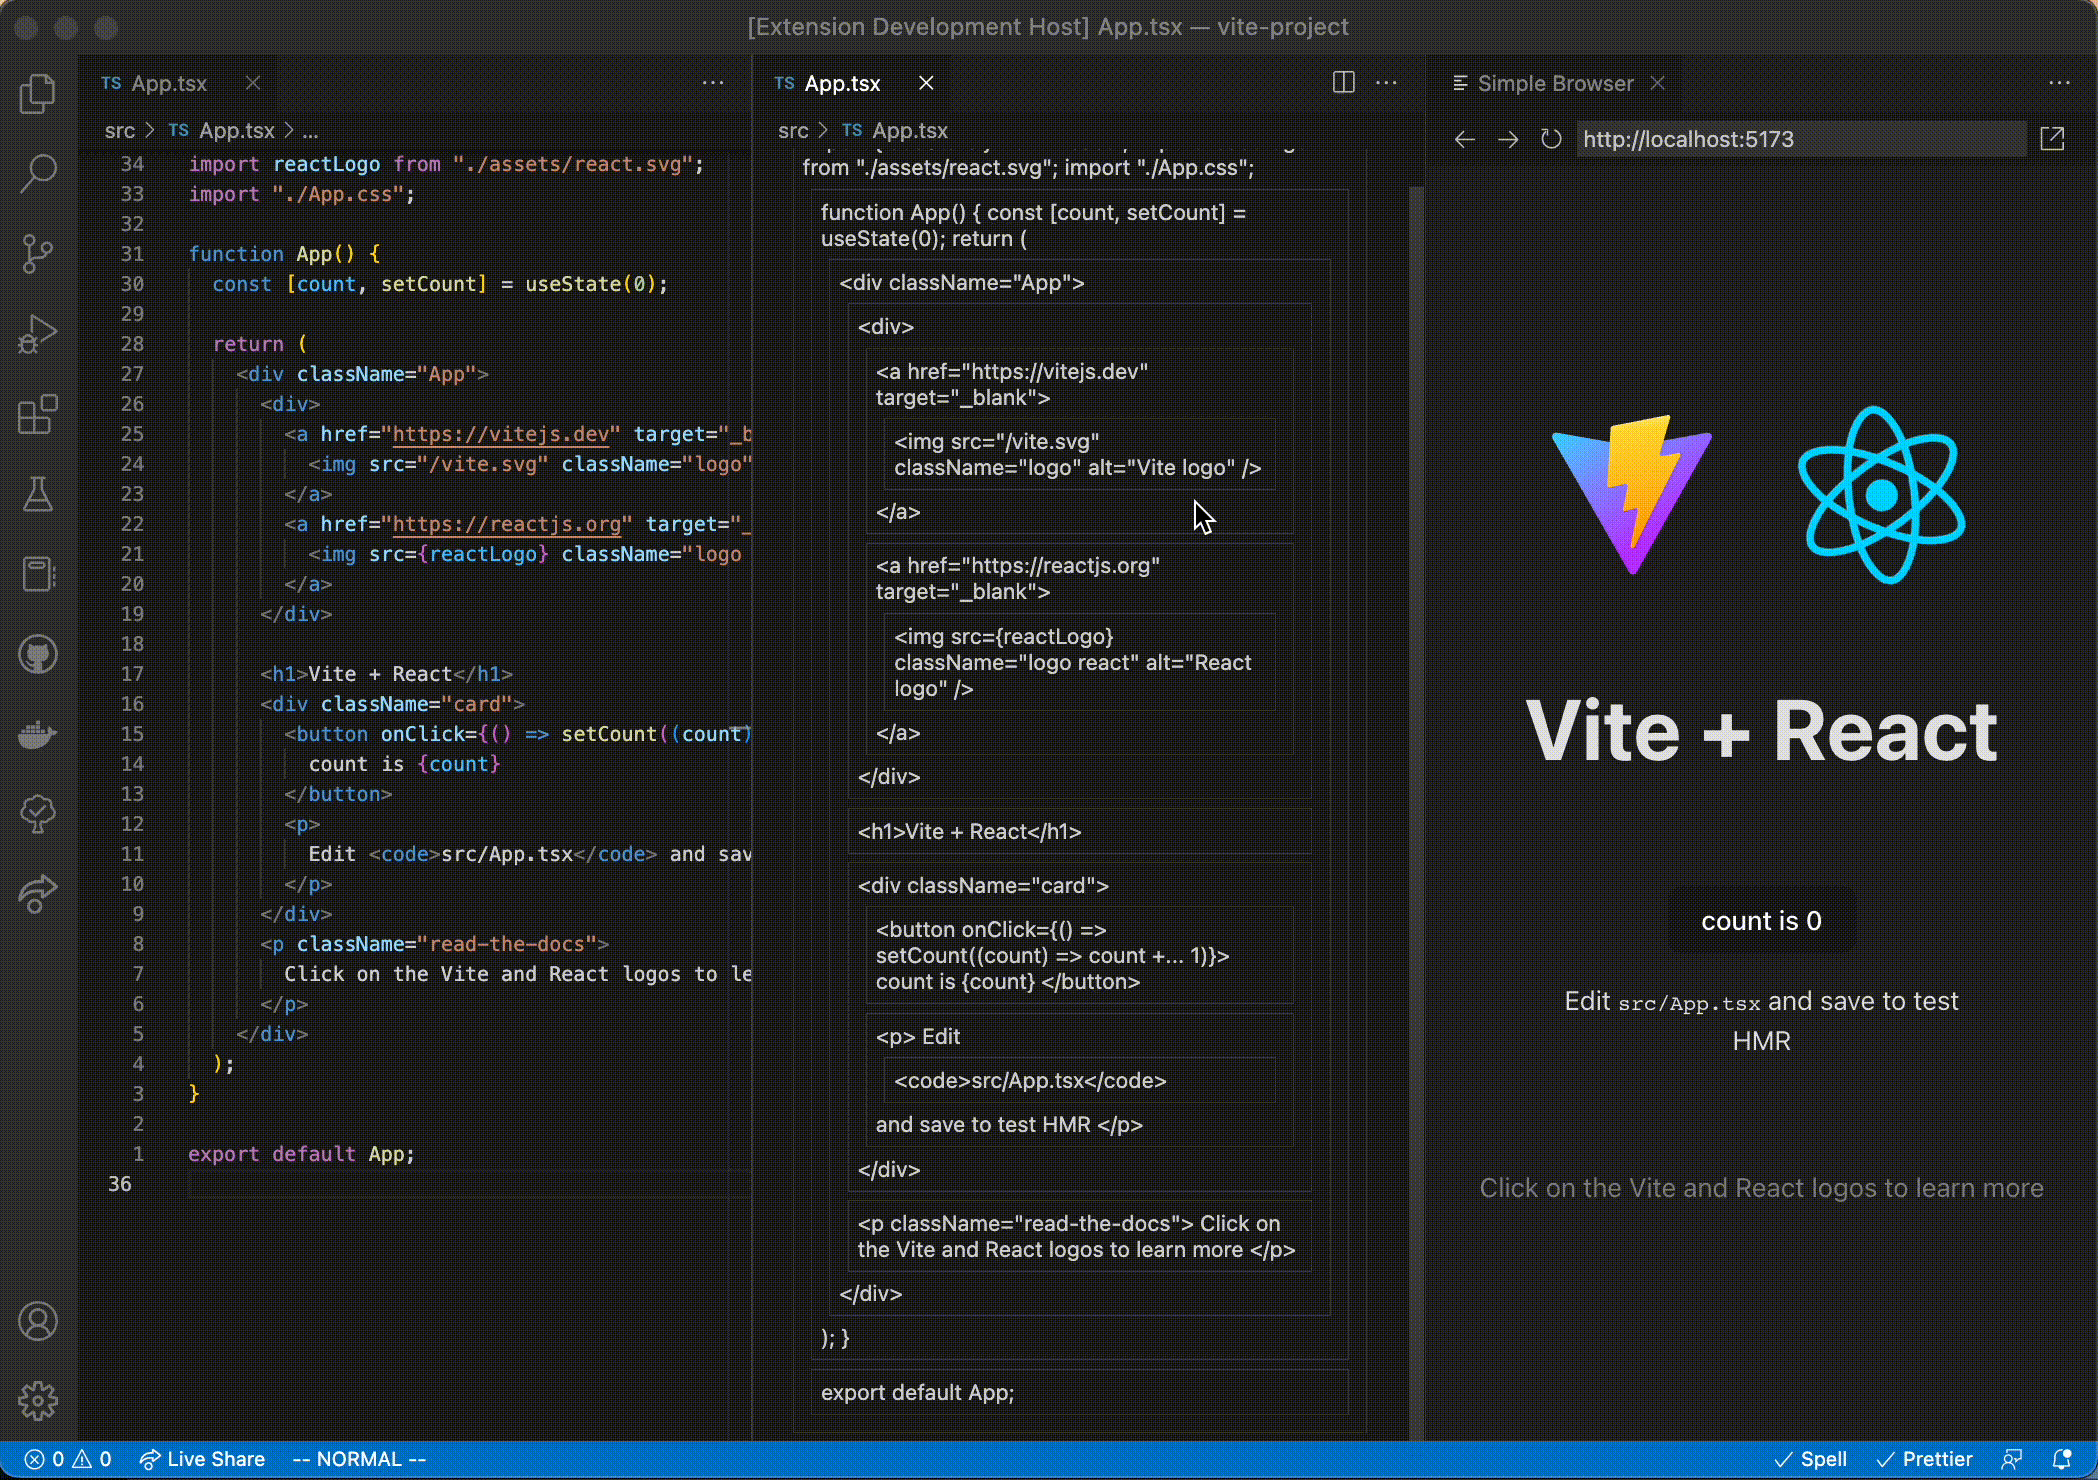 [Extension Development Host] App.tsx — vite-project
TS App.tsx
src > TS App.tsx > ...
34 import reactLogo from "./assets/react.svg";
33 import "./App.css";
32
31 function App() {
30 const [count, setCount] = useState(0);
29
28 return (
27 <div className="App">
26 <div>
25 <a href="https://vitejs.dev" target="_b
24 <img src="/vite.svg" className="logo"
23 </a>
22 <a href="https://reactjs.org" target="_
21 <img src={reactLogo} className="logo
20 </a>
19 </div>
18
17 <h1>Vite + React</h1>
16 <div className="card">
15 <button onClick={() => setCount((count)
14 count is {count}
13 </button>
12 <p>
11 Edit <code>src/App.tsx</code> and sav
10 </p>
9 </div>
8 <p className="read-the-docs">
7 Click on the Vite and React logos to le
6 </p>
5 </div>
4 );
3 }
2
1 export default App;
36
TS App.tsx
src > TS App.tsx
from "./assets/react.svg"; import "./App.css";
function App() { const [count, setCount] =
useState(0); return (
<div className="App">
<div>
<a href="https://vitejs.dev"
target="_blank">
<img src="/vite.svg"
className="logo" alt="Vite logo" />
</a>
<a href="https://reactjs.org"
target="_blank">
<img src={reactLogo}
className="logo react" alt="React
logo" />
</a>
</div>
<h1>Vite + React</h1>
<div className="card">
<button onClick={() =>
setCount((count) => count +... 1)}>
count is {count} </button>
<p> Edit
<code>src/App.tsx</code>
and save to test HMR </p>
</div>
<p className="read-the-docs"> Click on
the Vite and React logos to learn more </p>
</div>
); }
export default App;
Simple Browser
http://localhost:5173
Vite + React
count is 0
Edit src/App.tsx and save to test
HMR
Click on the Vite and React logos to learn more
0 0 Live Share -- NORMAL -- Spell Prettier